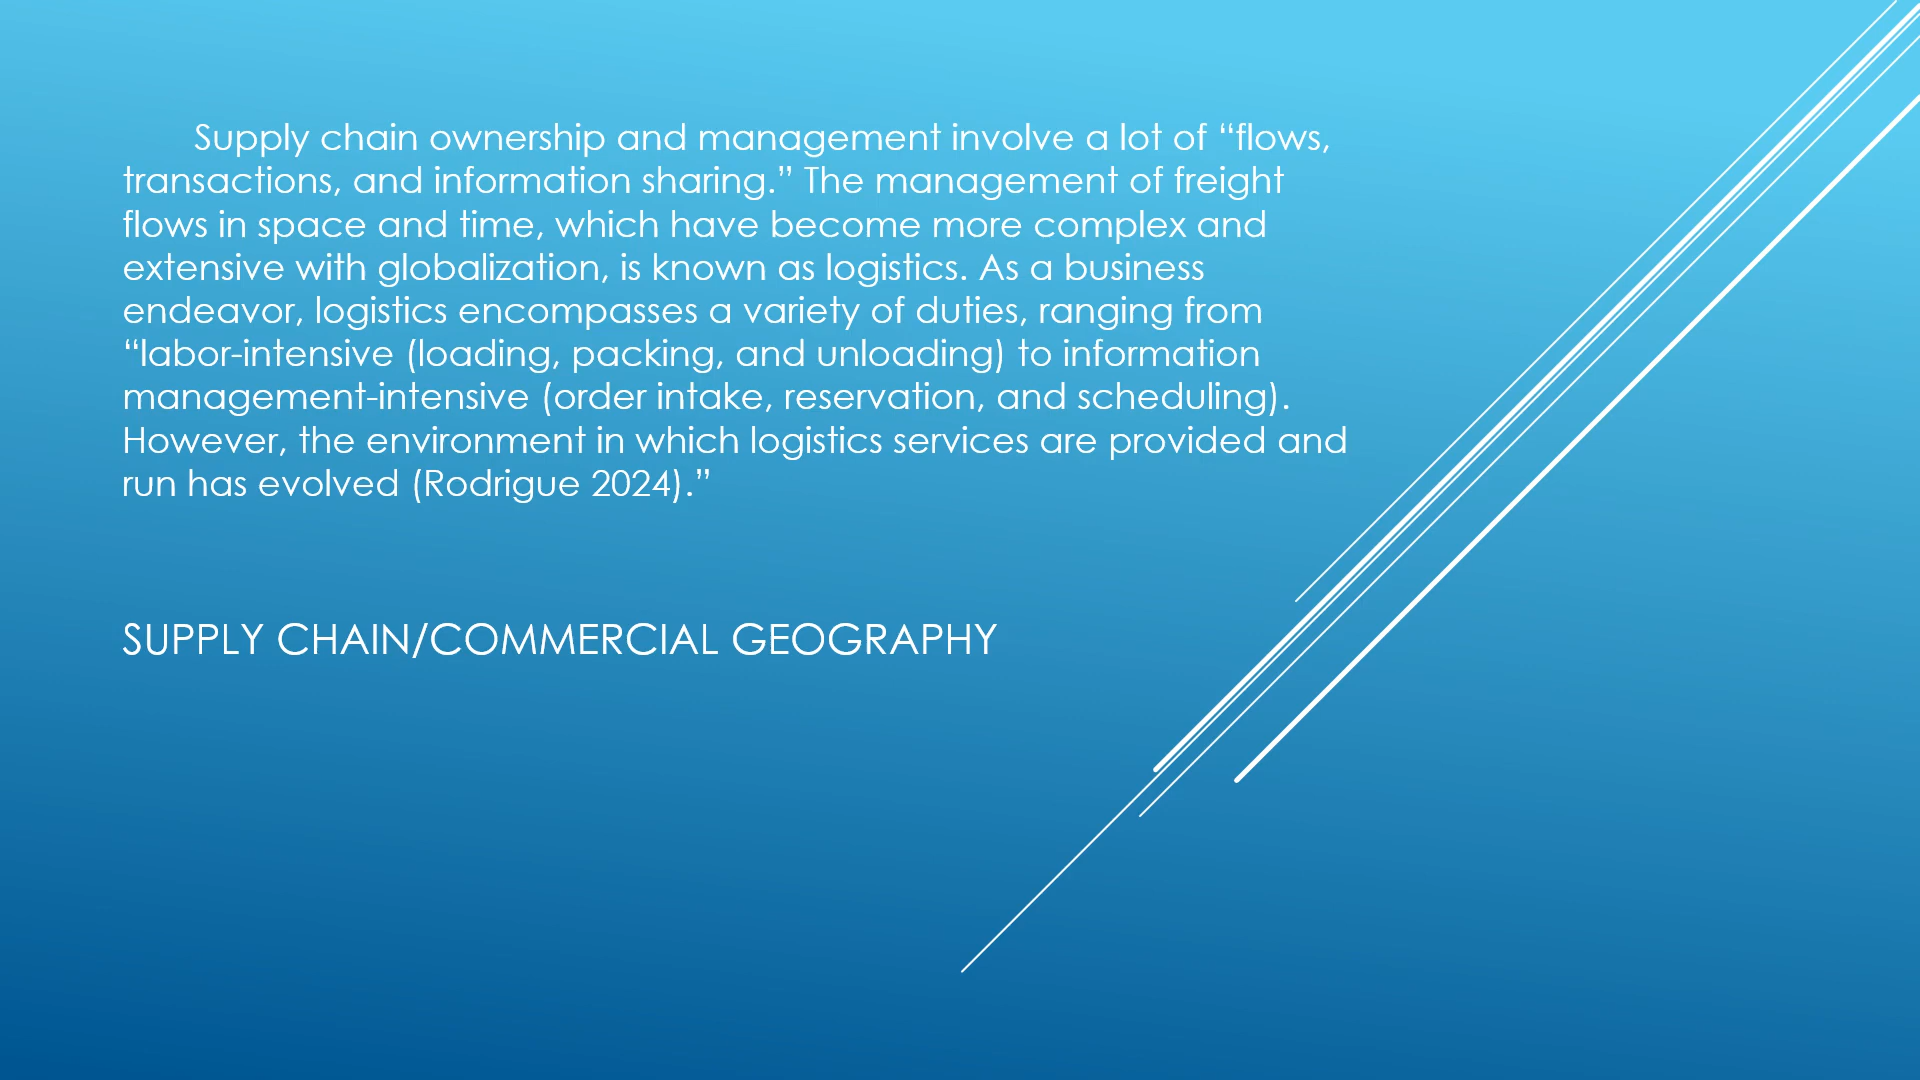 Supply chain ownership and management involve a lot of “flows,
transactions, and information sharing.” The management of freight
flows in space and time, which have become more complex and
extensive with globalization, is known as logistics. As a business
endeavor, logistics encompasses a variety of duties, ranging from
“labor-intensive (loading, packing, and unloading) to information
management-intensive (order intake, reservation, and scheduling).
However, the environment in which logistics services are provided and
run has evolved (Rodrigue 2024).”
SUPPLY CHAIN/COMMERCIAL GEOGRAPHY